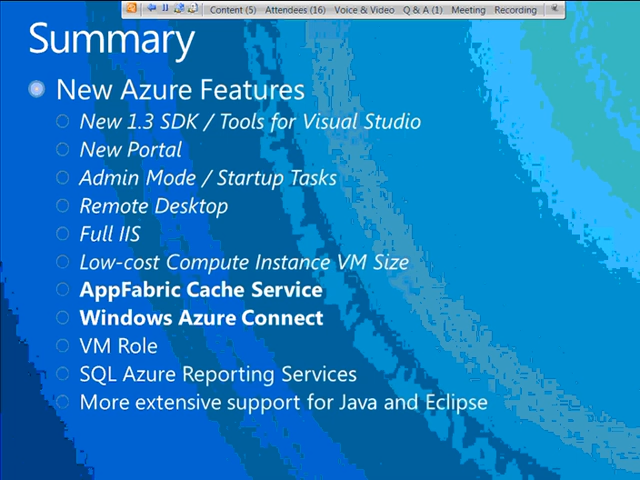 Content (5) Attendees (16) Voice & Video Q & A (1) Meeting Recording
Summary
New Azure Features
New 1.3 SDK / Tools for Visual Studio
New Portal
Admin Mode / Startup Tasks
Remote Desktop
Full IIS
Low-cost Compute Instance VM Size
AppFabric Cache Service
Windows Azure Connect
VM Role
SQL Azure Reporting Services
More extensive support for Java and Eclipse